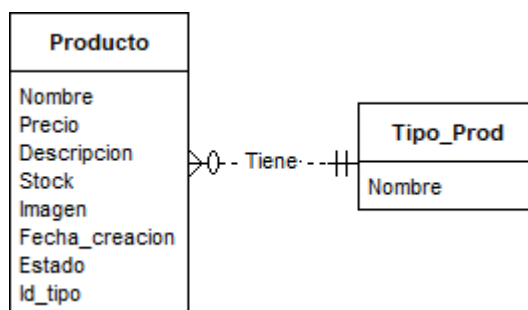 Producto
Nombre
Precio
Descripcion
Stock
Imagen
Fecha_creacion
Estado
Id_tipo
Tiene
Tipo_Prod
Nombre